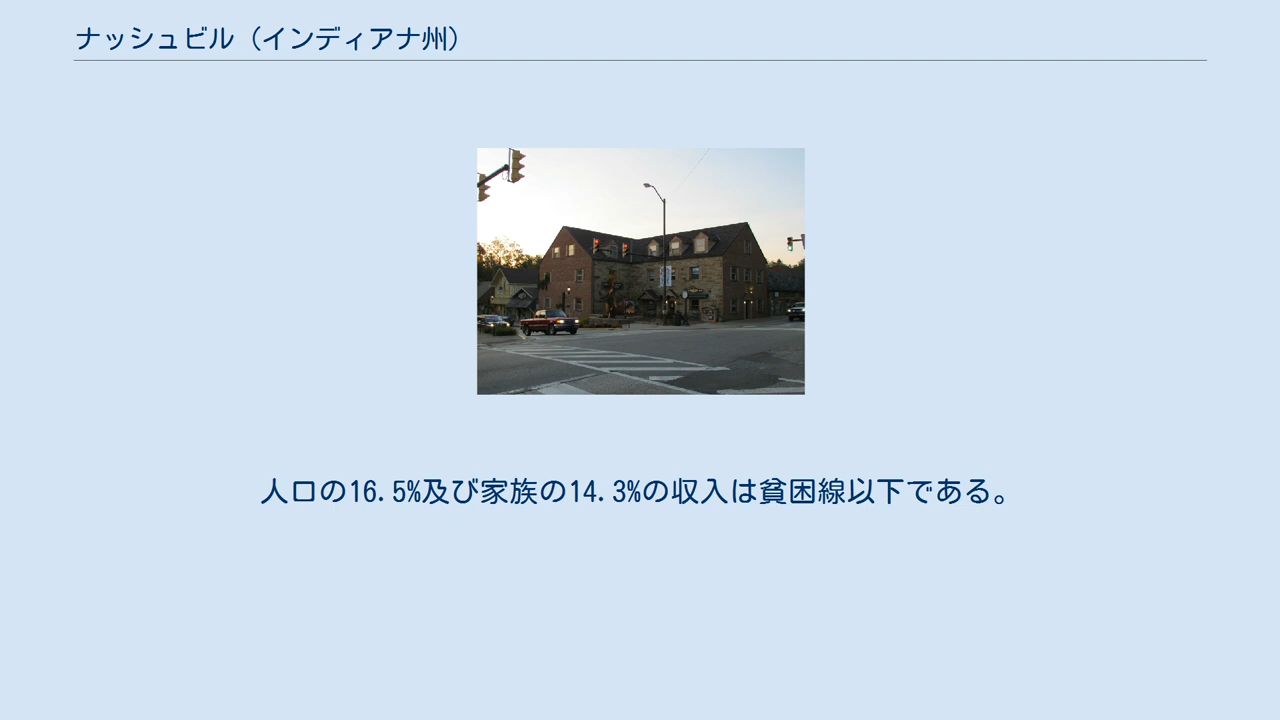 ナッシュビル（インディアナ州）
人口の16.5%及び家族の14.3%の収入は貧困線以下である。